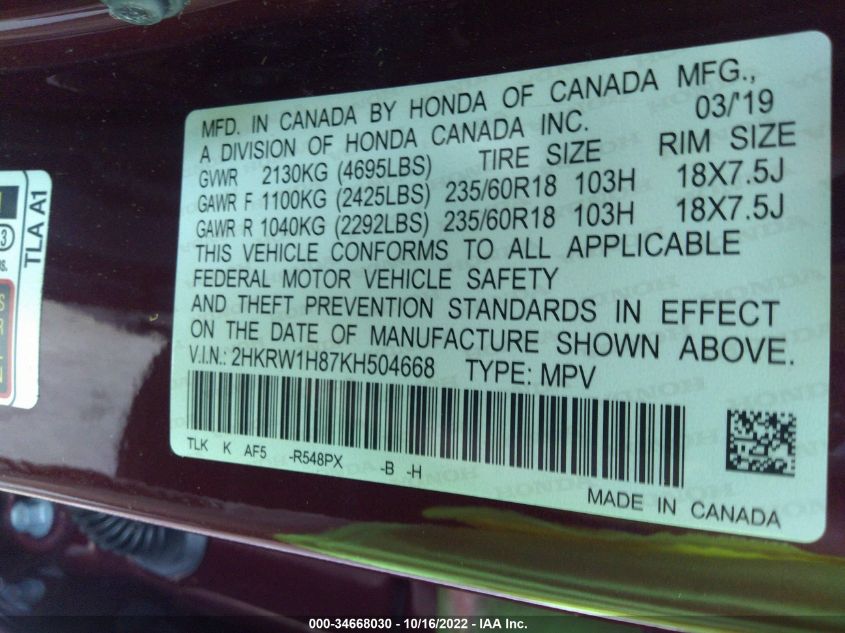 MFD. IN CANADA BY HONDA OF CANADA MFG.,
A DIVISION OF HONDA CANADA INC. 03/'19
GVWR 2130KG (4695LBS) TIRE SIZE RIM SIZE
GAWR F 1100KG (2425LBS) 235/60R18 103H 18X7.5J
GAWR R 1040KG (2292LBS) 235/60R18 103H 18X7.5J
THIS VEHICLE CONFORMS TO ALL APPLICABLE
FEDERAL MOTOR VEHICLE SAFETY
AND THEFT PREVENTION STANDARDS IN EFFECT
ON THE DATE OF MANUFACTURE SHOWN ABOVE.
V.I.N.: 2HKRW1H87KH504668 TYPE: MPV
TLK K AF5 -R548PX -B -H
MADE IN CANADA
TLA A1
000-34668030 - 10/16/2022 - IAA Inc.